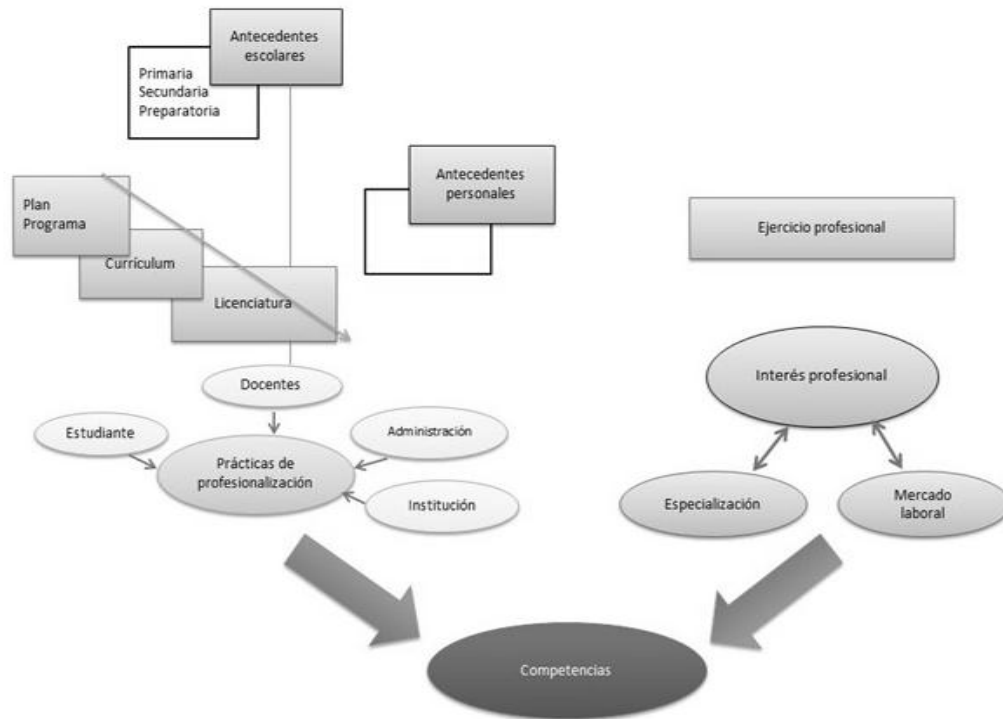 Antecedentes
escolares
Primaria
Secundaria
Preparatoria
Antecedentes
personales
Plan
Programa
Currículum
Licenciatura
Ejercicio profesional
Docentes
Estudiante
Administración
Prácticas de
profesionalización
Institución
Interés profesional
Especialización
Mercado
laboral
Competencias